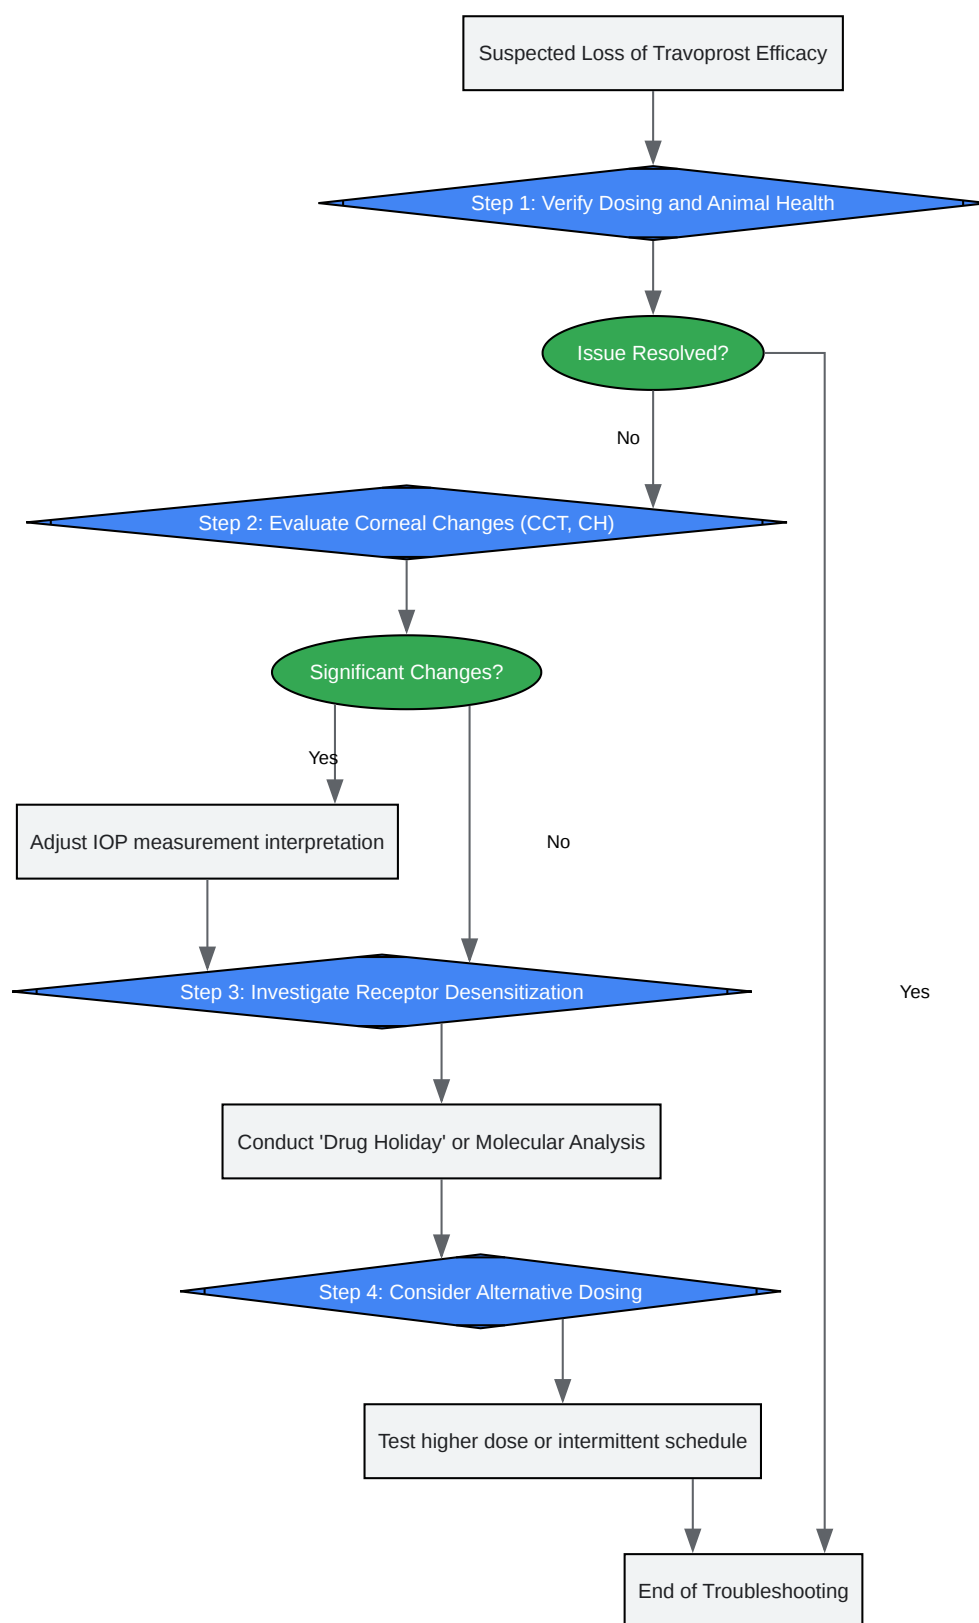 Suspected Loss of Travoprost Efficacy
Step 1: Verify Dosing and Animal Health
Issue Resolved?
No
Step 2: Evaluate Corneal Changes (CCT, CH)
Significant Changes?
Yes
Adjust IOP measurement interpretation
No
Step 3: Investigate Receptor Desensitization
Yes
Conduct 'Drug Holiday' or Molecular Analysis
Step 4: Consider Alternative Dosing
Test higher dose or intermittent schedule
End of Troubleshooting